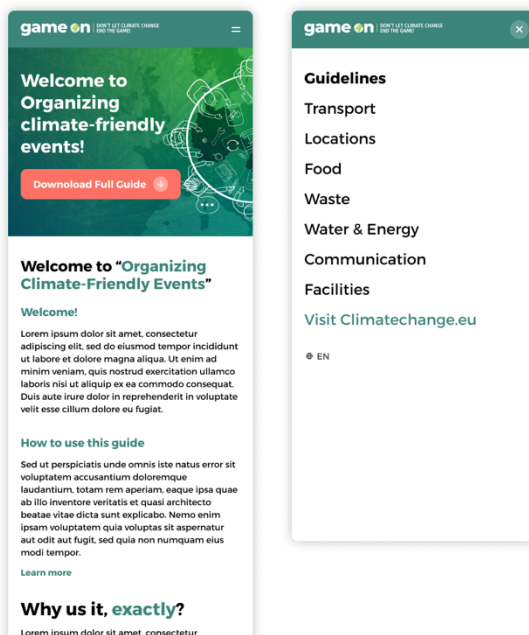 game on DON'T LET CLIMATE CHANGE
END THE GAME!
Welcome to
Organizing
climate-friendly
events!
Downoload Full Guide
Welcome to “Organizing
Climate-Friendly Events”
Welcome!
Lorem ipsum dolor sit amet, consectetur
adipiscing elit, sed do eiusmod tempor incididunt
ut labore et dolore magna aliqua. Ut enim ad
minim veniam, quis nostrud exercitation ullamco
laboris nisi ut aliquip ex ea commodo consequat.
Duis aute irure dolor in reprehenderit in voluptate
velit esse cillum dolore eu fugiat.
How to use this guide
Sed ut perspiciatis unde omnis iste natus error sit
voluptatem accusantium doloremque
laudantium, totam rem aperiam, eaque ipsa quae
ab illo inventore veritatis et quasi architecto
beatae vitae dicta sunt explicabo. Nemo enim
ipsam voluptatem quia voluptas sit aspernatur
aut odit aut fugit, sed quia non numquam eius
modi tempor.
Learn more
Why us it, exactly?
Lorem ipsum dolor sit amet, consectetur
game on DON'T LET CLIMATE CHANGE
END THE GAME!
Guidelines
Transport
Locations
Food
Waste
Water & Energy
Communication
Facilities
Visit Climatechange.eu
EN